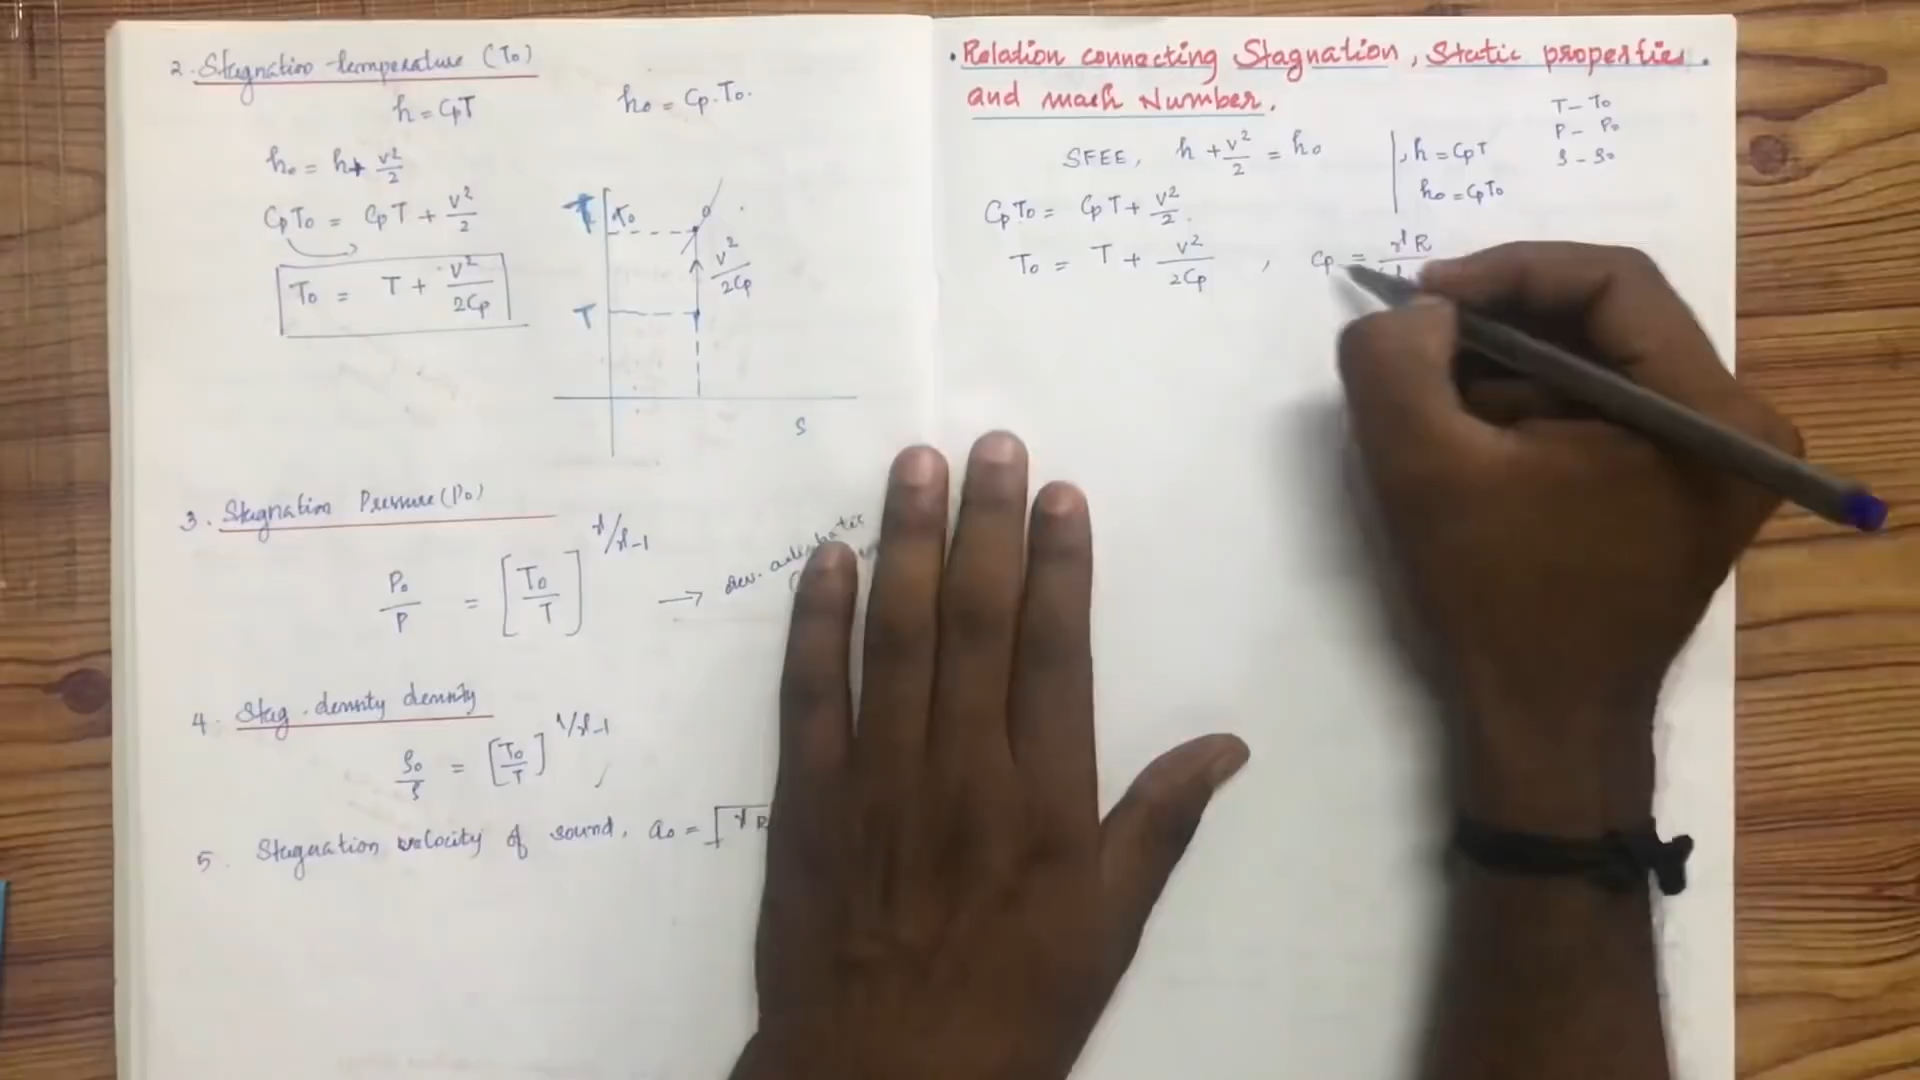 2. Stagnation temperature (T₀)
h = CpT
h₀ = Cp.T₀.
h₀ = h + v²/2
CpT₀ = CpT + v²/2
T₀ = T + v²/2Cp
T T₀
v²/2Cp
T
S
3. Stagnation Pressure (P₀)
P₀/P = [T₀/T]^γ/γ-1 →
4. Stag. density density
ρ₀/ρ = [T₀/T]^1/γ-1
5. Stagnation velocity of sound, a₀ = √γR
• Relation connecting Stagnation, Static properties.
and mach Number.
T - T₀
P - P₀
ρ - ρ₀
SFEE, h + v²/2 = h₀ | , h = CpT
h₀ = CpT₀
CpT₀ = CpT + v²/2.
T₀ = T + v²/2Cp , Cp = γR